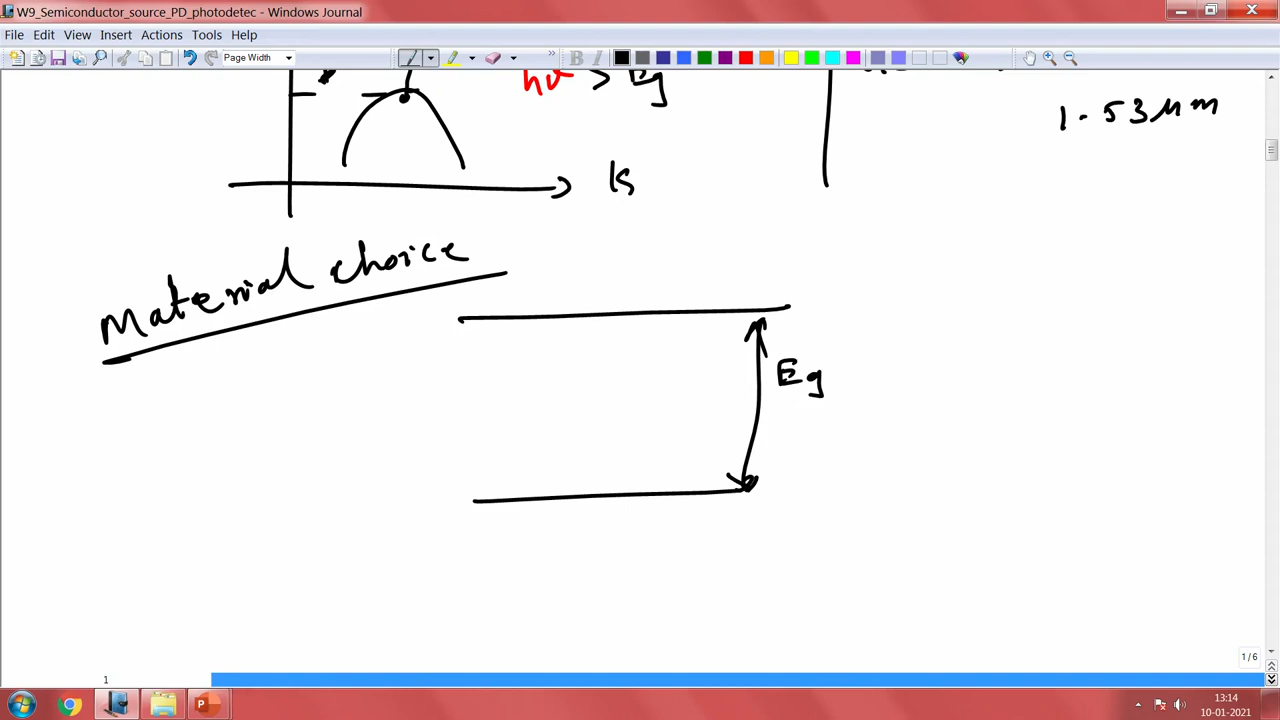 W9_Semiconductor_source_PD_photodetec - Windows Journal
File Edit View Insert Actions Tools Help
Page Width
hν > Eg
1.53 μm
k
Material choice
Eg
1/6
1
13:14
10-01-2021